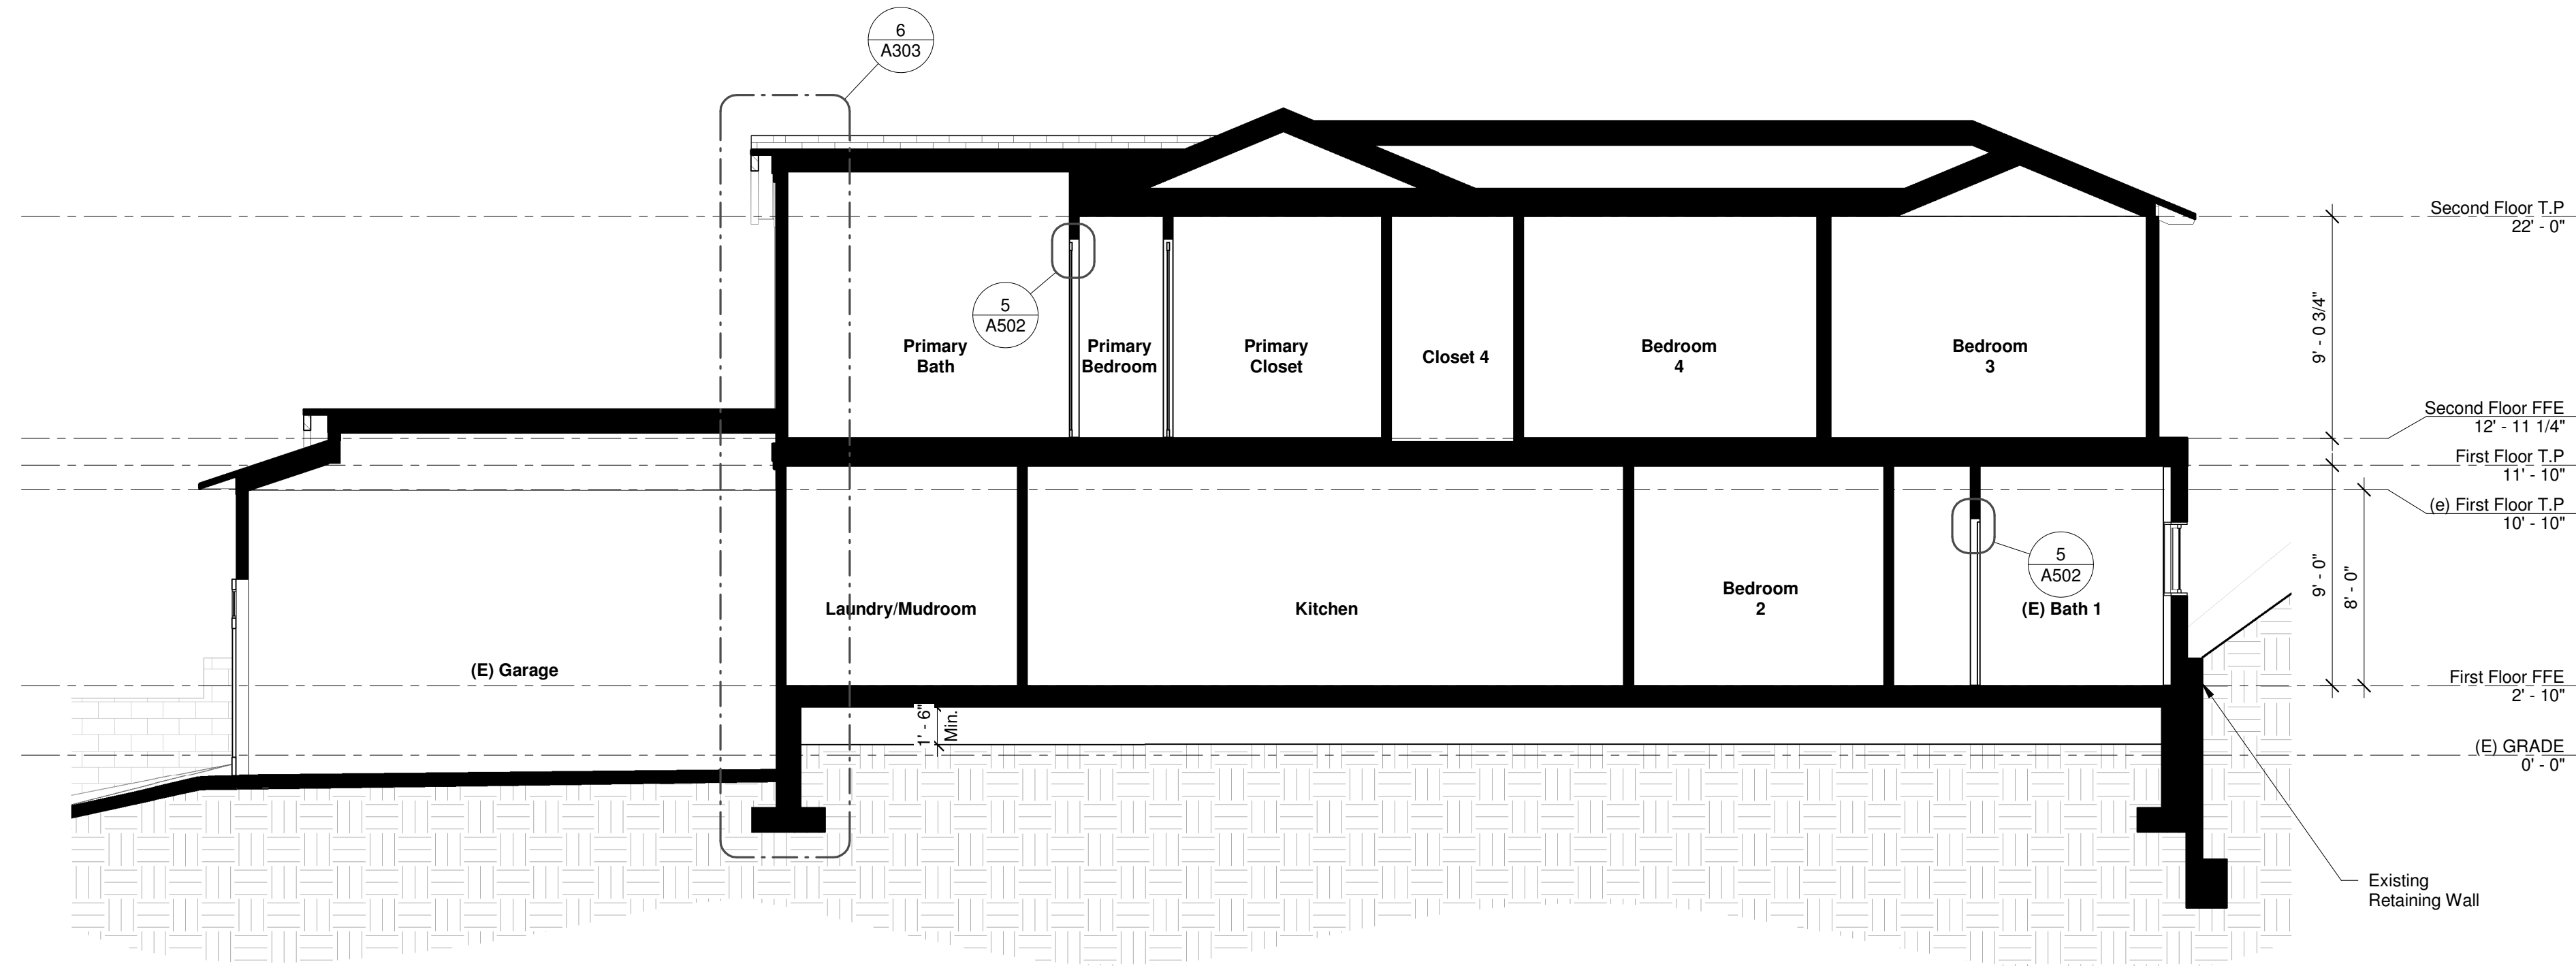 6
A303
Second Floor T.P
22' - 0"
5
A502
9' - 0 3/4"
Primary
Bath
Primary
Bedroom
Primary
Closet
Closet 4
Bedroom
4
Bedroom
3
Second Floor FFE
12' - 11 1/4"
First Floor T.P
11' - 10"
(e) First Floor T.P
10' - 10"
5
A502
9' - 0"
8' - 0"
Laundry/Mudroom
Kitchen
Bedroom
2
(E) Bath 1
(E) Garage
First Floor FFE
2' - 10"
1' - 6"
Min.
(E) GRADE
0' - 0"
Existing
Retaining Wall